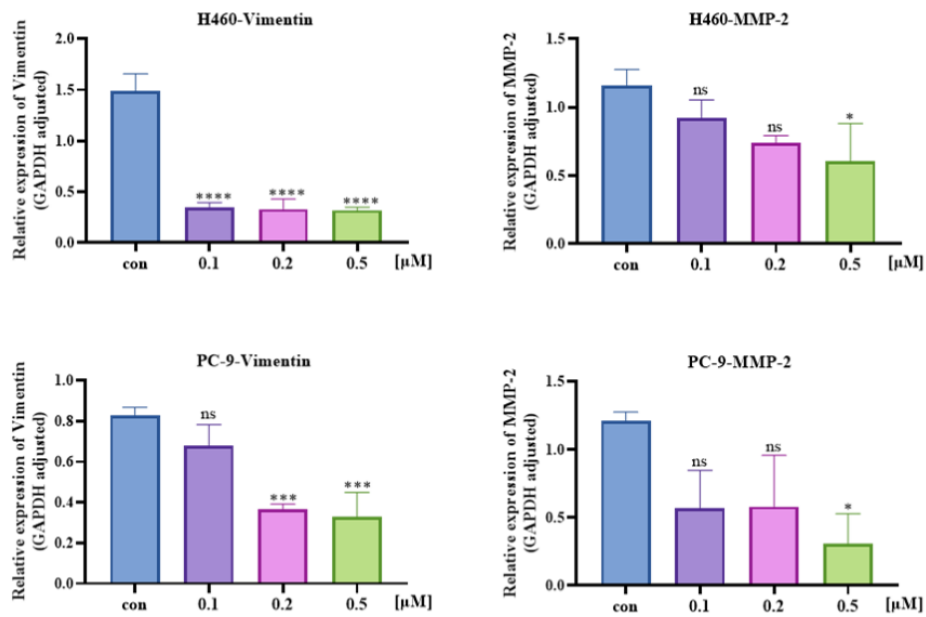 H460-Vimentin
Relative expression of Vimentin
(GAPDH adjusted)
2.0
1.5
1.0
0.5
0.0
****
****
****
con 0.1 0.2 0.5 [µM]
H460-MMP-2
Relative expression of MMP-2
(GAPDH adjusted)
1.5
1.0
0.5
0.0
ns
ns
*
con 0.1 0.2 0.5 [µM]
PC-9-Vimentin
Relative expression of Vimentin
(GAPDH adjusted)
1.0
0.8
0.6
0.4
0.2
0.0
ns
***
***
con 0.1 0.2 0.5 [µM]
PC-9-MMP-2
Relative expression of MMP-2
(GAPDH adjusted)
1.5
1.0
0.5
0.0
ns
ns
*
con 0.1 0.2 0.5 [µM]